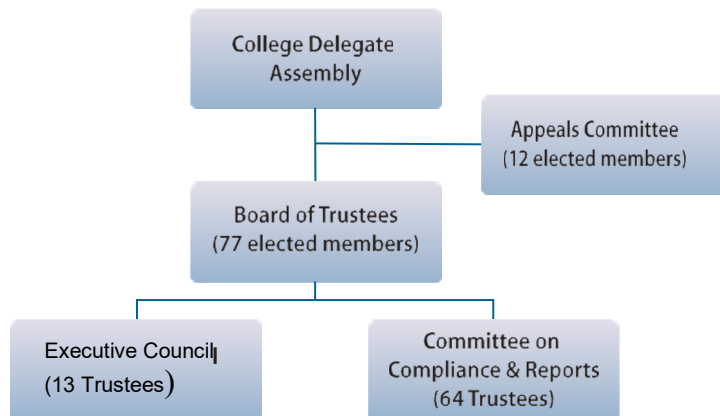 College Delegate
Assembly
Appeals Committee
(12 elected members)
Board of Trustees
(77 elected members)
Executive Council
(13 Trustees)
Committee on
Compliance & Reports
(64 Trustees)